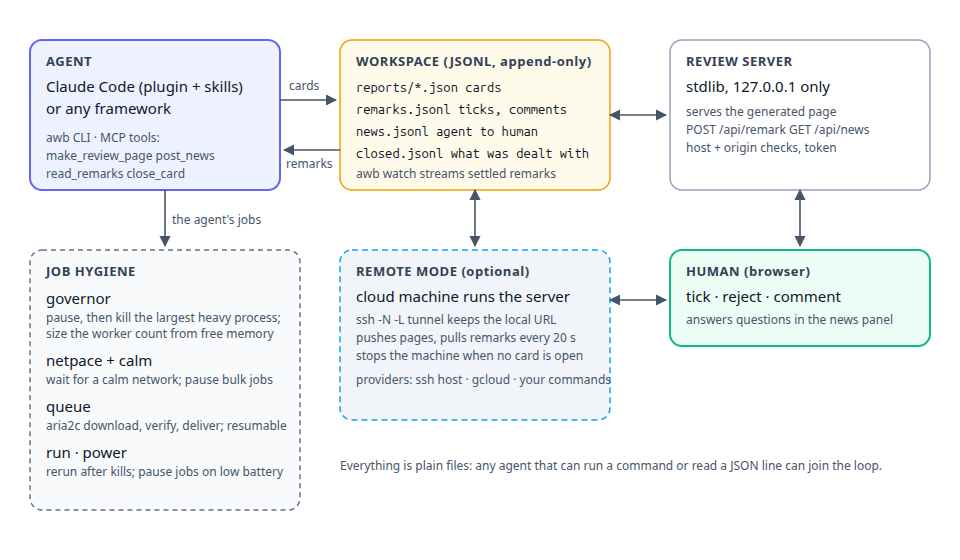 AGENT
Claude Code (plugin + skills)
or any framework
awb CLI · MCP tools:
make_review_page post_news
read_remarks close_card
cards
remarks
WORKSPACE (JSONL, append-only)
reports/*.json cards
remarks.jsonl ticks, comments
news.jsonl agent to human
closed.jsonl what was dealt with
awb watch streams settled remarks
REVIEW SERVER
stdlib, 127.0.0.1 only
serves the generated page
POST /api/remark GET /api/news
host + origin checks, token
the agent's jobs
JOB HYGIENE
governor
pause, then kill the largest heavy process;
size the worker count from free memory
netpace + calm
wait for a calm network; pause bulk jobs
queue
aria2c download, verify, deliver; resumable
run · power
rerun after kills; pause jobs on low battery
REMOTE MODE (optional)
cloud machine runs the server
ssh -N -L tunnel keeps the local URL
pushes pages, pulls remarks every 20 s
stops the machine when no card is open
providers: ssh host · gcloud · your commands
HUMAN (browser)
tick · reject · comment
answers questions in the news panel
Everything is plain files: any agent that can run a command or read a JSON line can join the loop.